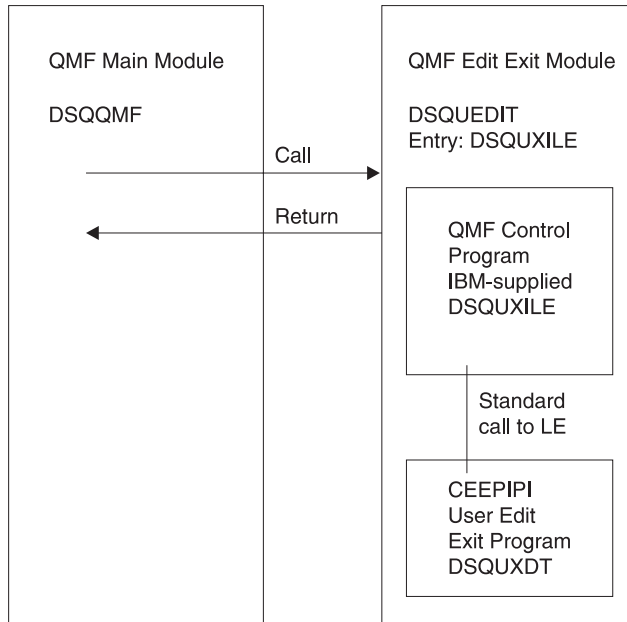 QMF Main Module
DSQQMF
Call
Return
QMF Edit Exit Module
DSQUEDIT
Entry: DSQUXILE
QMF Control
Program
IBM-supplied
DSQUXILE
Standard
call to LE
CEEPIPI
User Edit
Exit Program
DSQUXDT